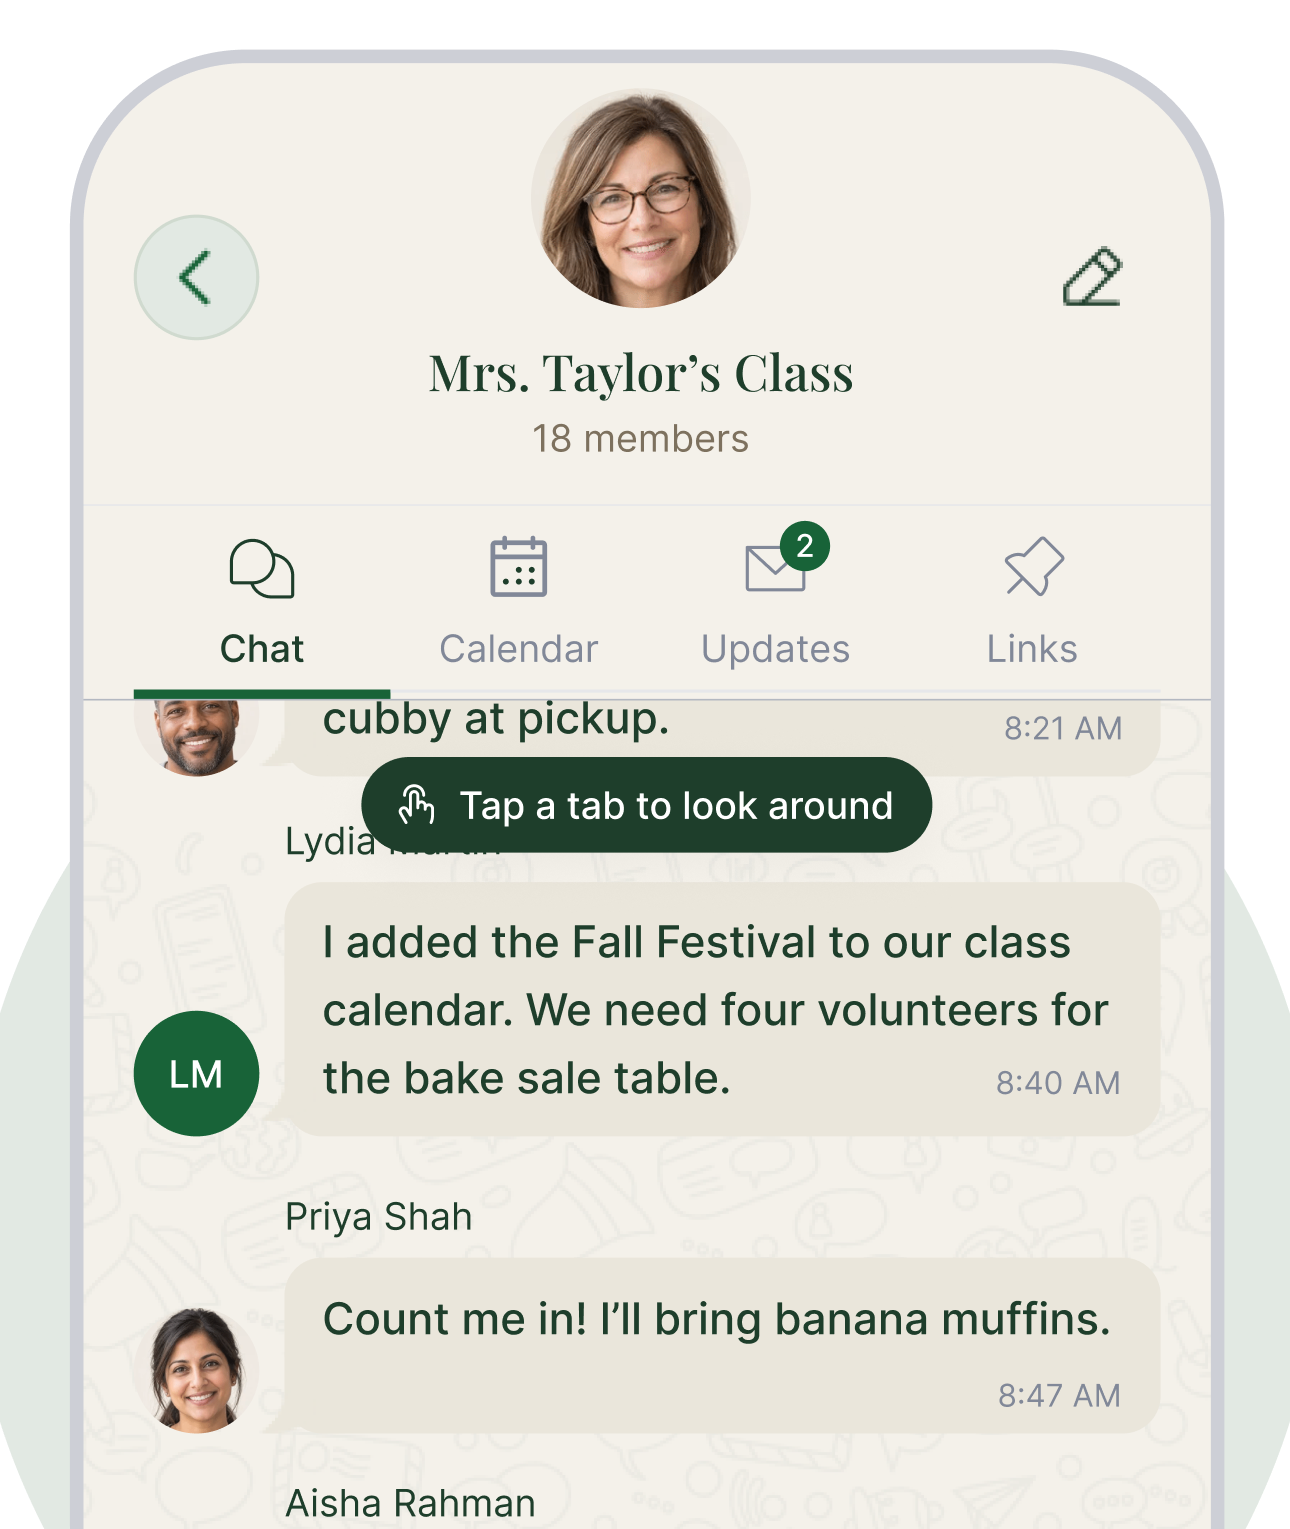 Mrs. Taylor’s Class
18 members
2
Chat
Calendar
Updates
Links
cubby at pickup.
8:21 AM
Tap a tab to look around
Lydia
I added the Fall Festival to our class
calendar. We need four volunteers for
the bake sale table.
8:40 AM
LM
Priya Shah
Count me in! I’ll bring banana muffins.
8:47 AM
Aisha Rahman